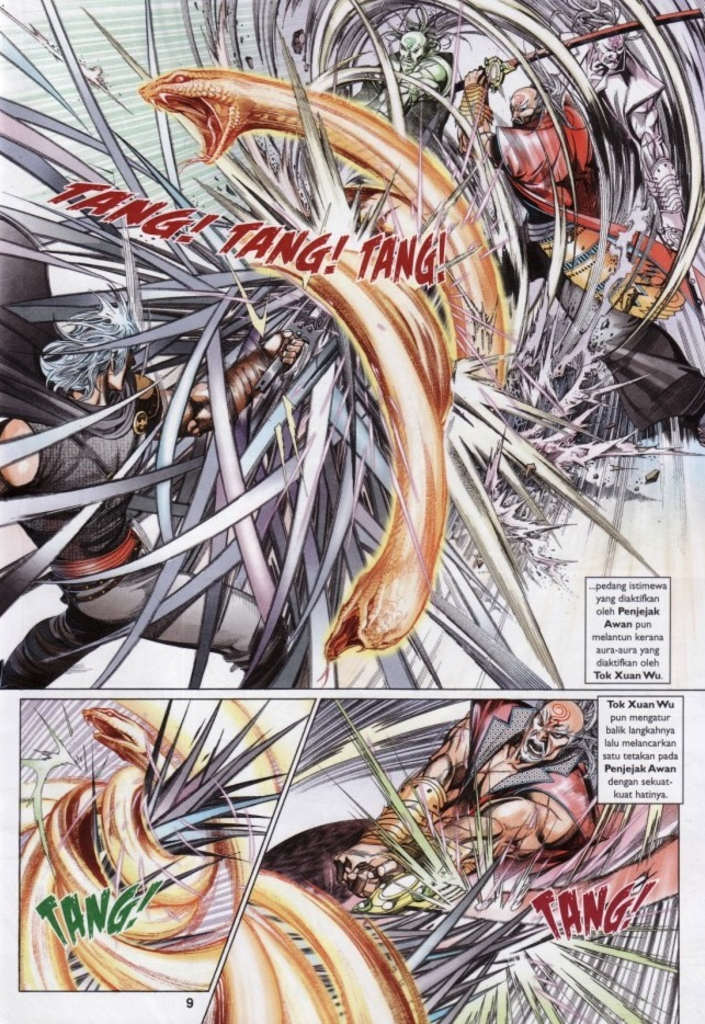 TANG! TANG! TANG!
...pedang istimewa
yang diaktifkan
oleh Penjejak
Awan pun
melantun kerana
aura-aura yang
diaktifkan oleh
Tok Xuan Wu.
Tok Xuan Wu
pun mengatur
balik langkahnya
lalu melancarkan
satu tetakan pada
Penjejak Awan
dengan sekuat-
kuat hatinya.
TANG!
TANG!
9